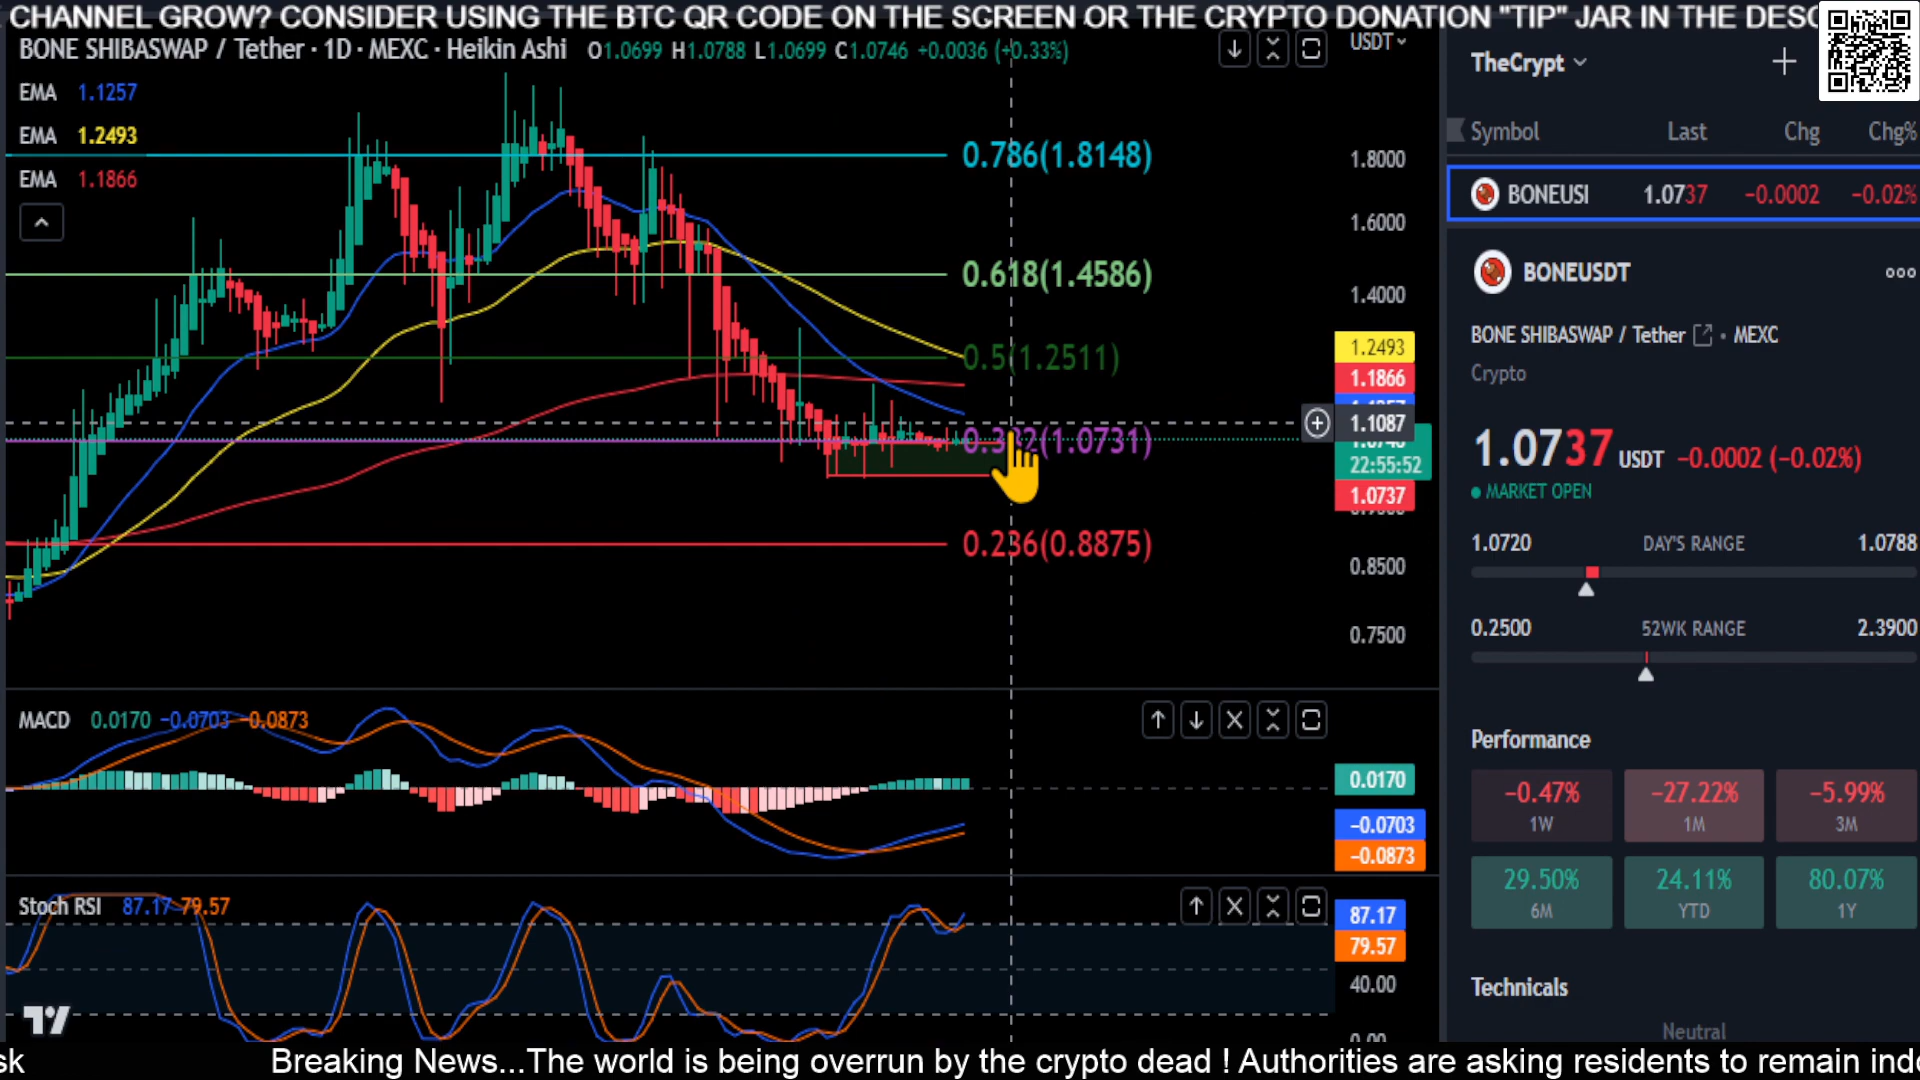 CHANNEL GROW? CONSIDER USING THE BTC QR CODE ON THE SCREEN OR THE CRYPTO DONATION "TIP" JAR IN THE DESC
BONE SHIBASWAP / Tether · 1D · MEXC · Heikin Ashi O1.0699 H1.0788 L1.0699 C1.0746 +0.0036 (+0.33%)
USDT
EMA 1.1257
EMA 1.2493
EMA 1.1866
0.786(1.8148)
0.618(1.4586)
0.5(1.2511)
0.382(1.0731)
0.236(0.8875)
1.8000
1.6000
1.4000
1.2493
1.1866
1.1087
22:55:52
1.0737
0.8500
0.7500
MACD 0.0170 −0.0703 −0.0873
0.0170
−0.0703
−0.0873
Stoch RSI 87.17 79.57
87.17
79.57
40.00
TheCrypt
Symbol Last Chg Chg%
BONEUSI 1.0737 −0.0002 −0.02%
BONEUSDT
BONE SHIBASWAP / Tether · MEXC
Crypto
1.0737 USDT −0.0002 (−0.02%)
MARKET OPEN
1.0720 DAY'S RANGE 1.0788
0.2500 52WK RANGE 2.3900
Performance
−0.47% −27.22% −5.99%
1W 1M 3M
29.50% 24.11% 80.07%
6M YTD 1Y
Technicals
Neutral
sk Breaking News...The world is being overrun by the crypto dead ! Authorities are asking residents to remain indo